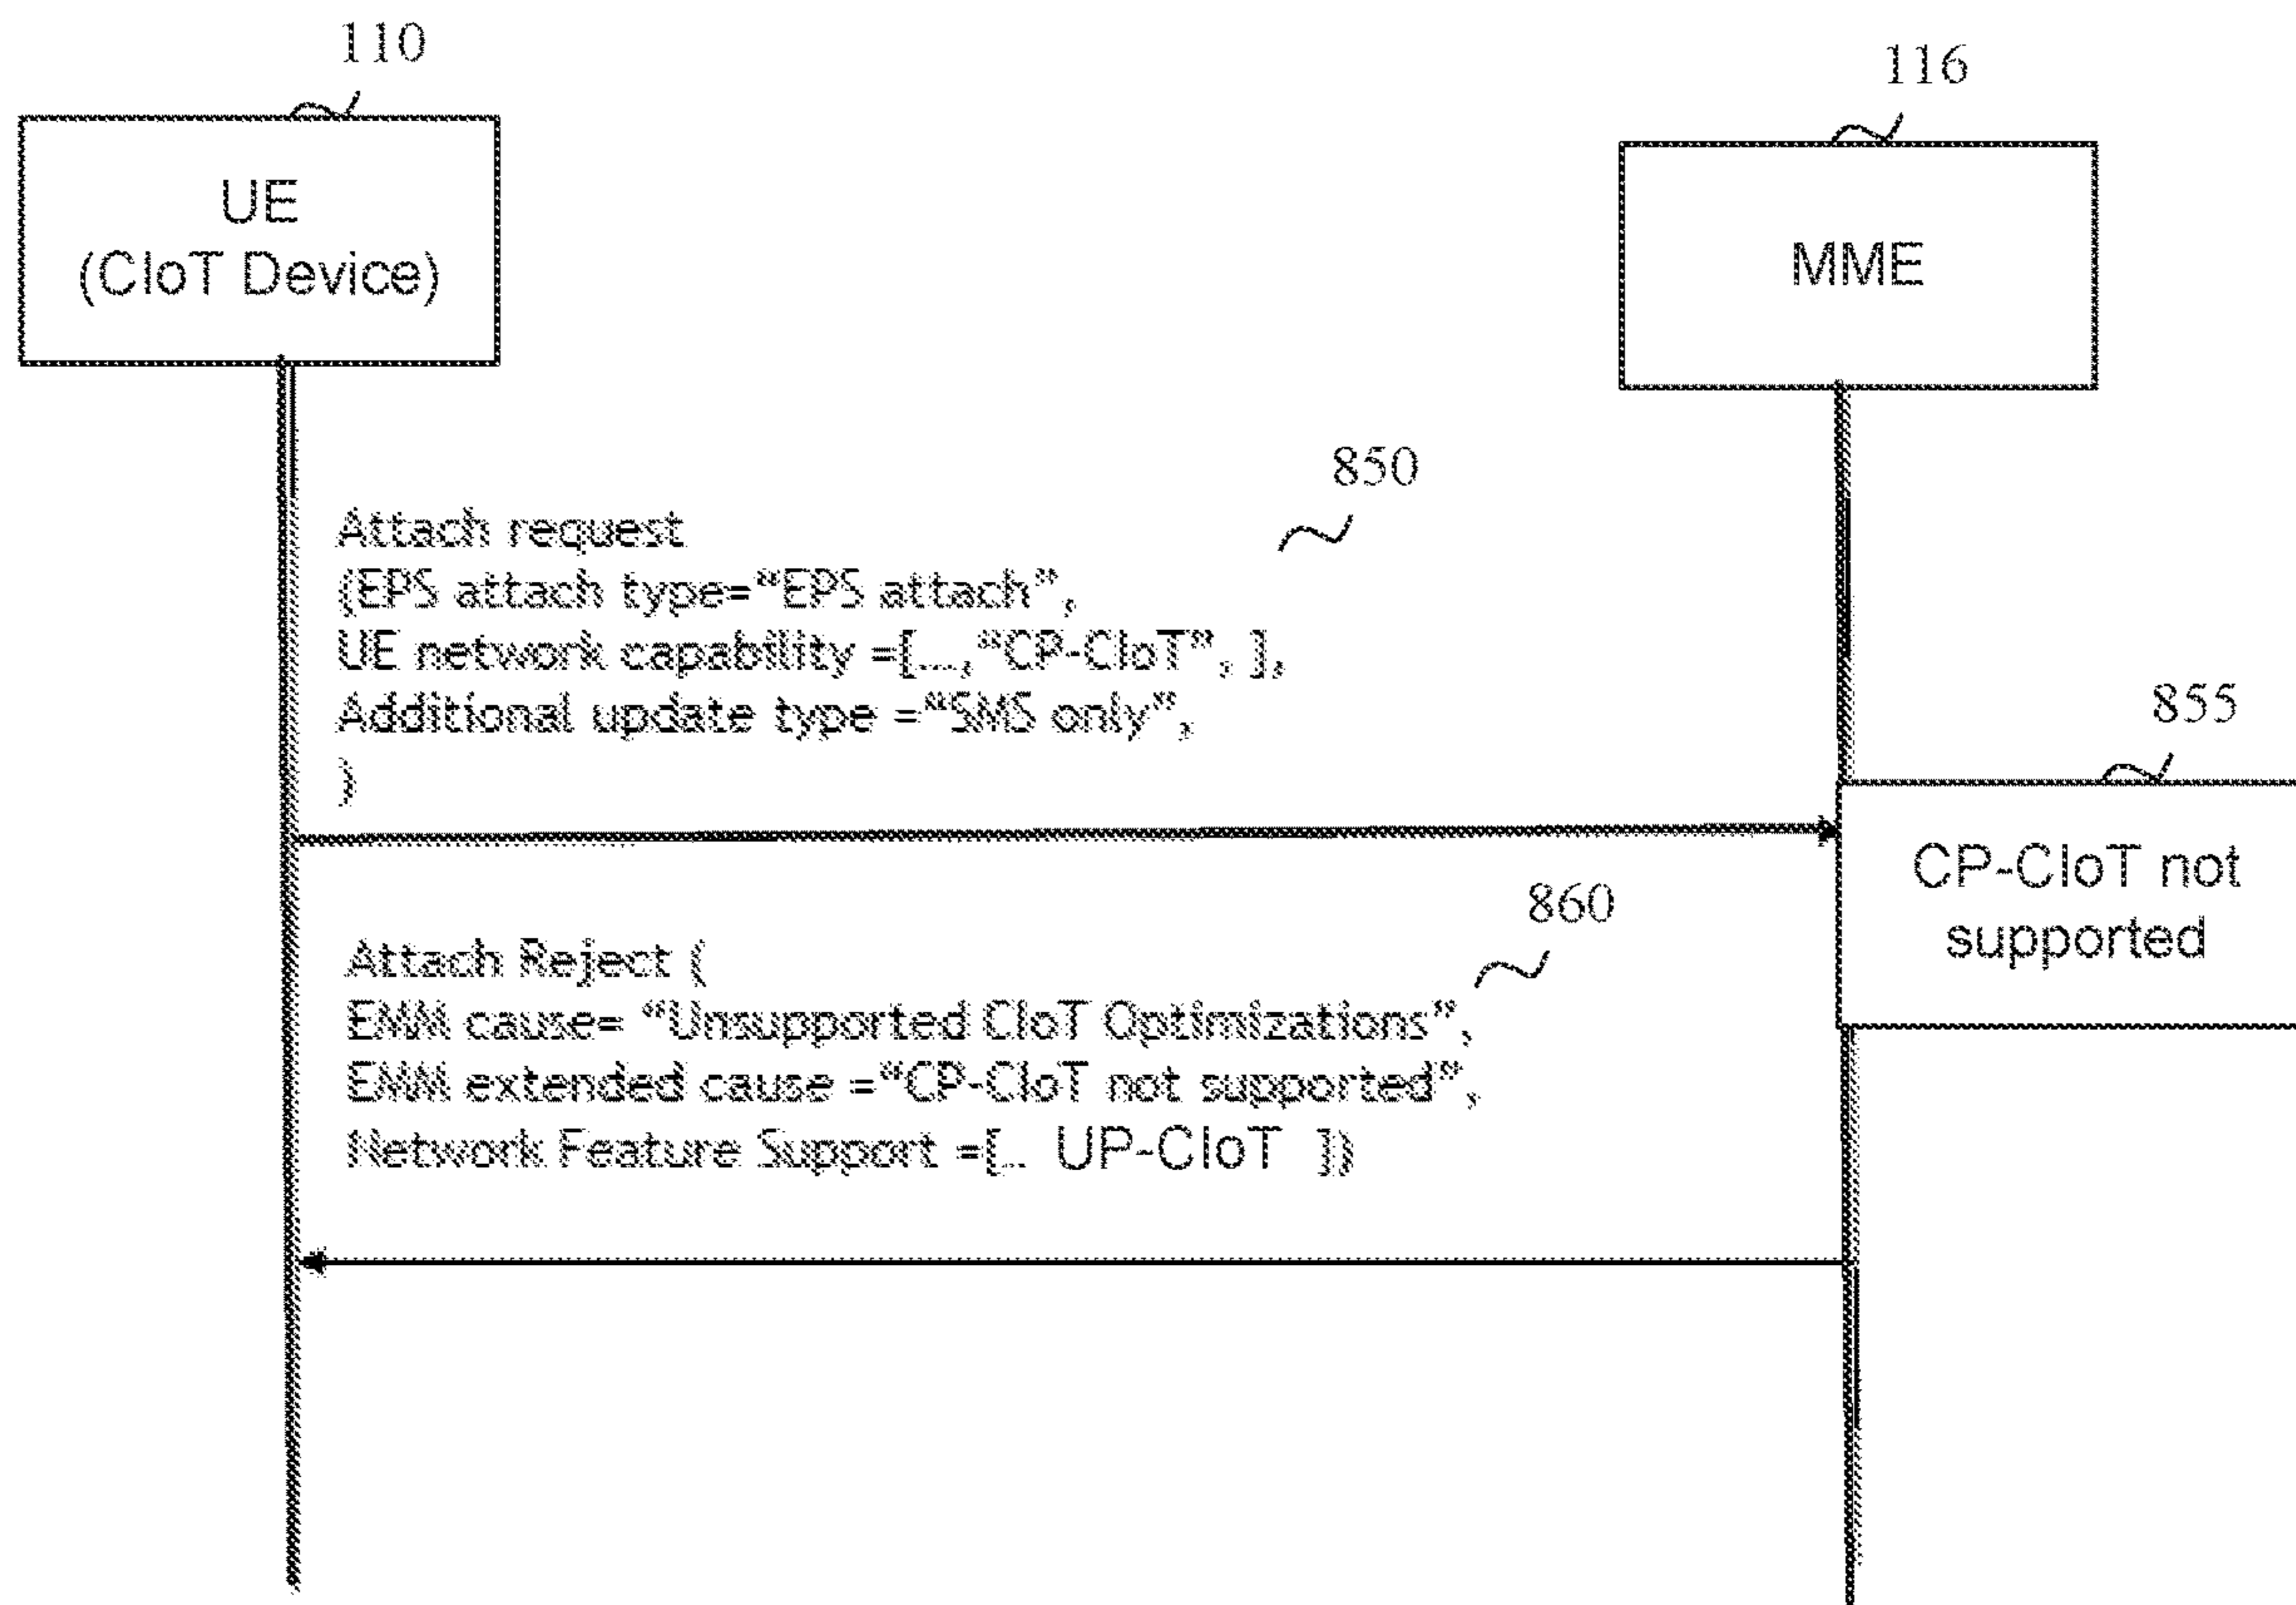 110
116
UE
(CIoT Device)
MME
850
Attach request
(EPS attach type="EPS attach",
UE network capability =[...,"CP-CIoT", ],
Additional update type ="SMS only",
)
855
CP-CIoT not
supported
860
Attach Reject (
EMM cause= "Unsupported CIoT Optimizations",
EMM extended cause ="CP-CIoT not supported",
Network Feature Support =[.. UP-CIoT ])